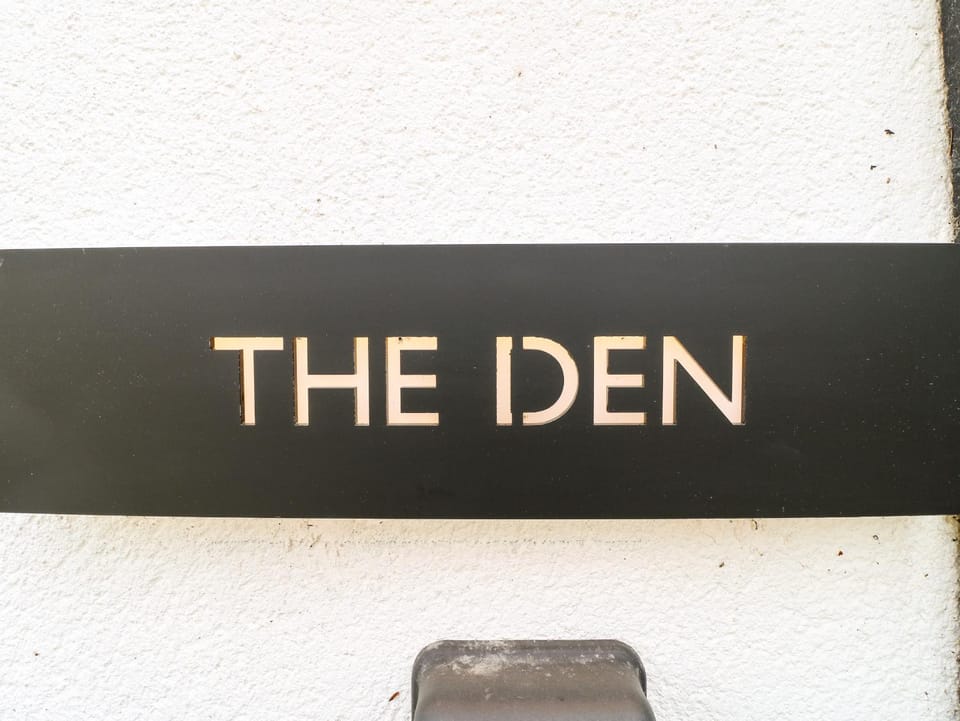 THE DEN